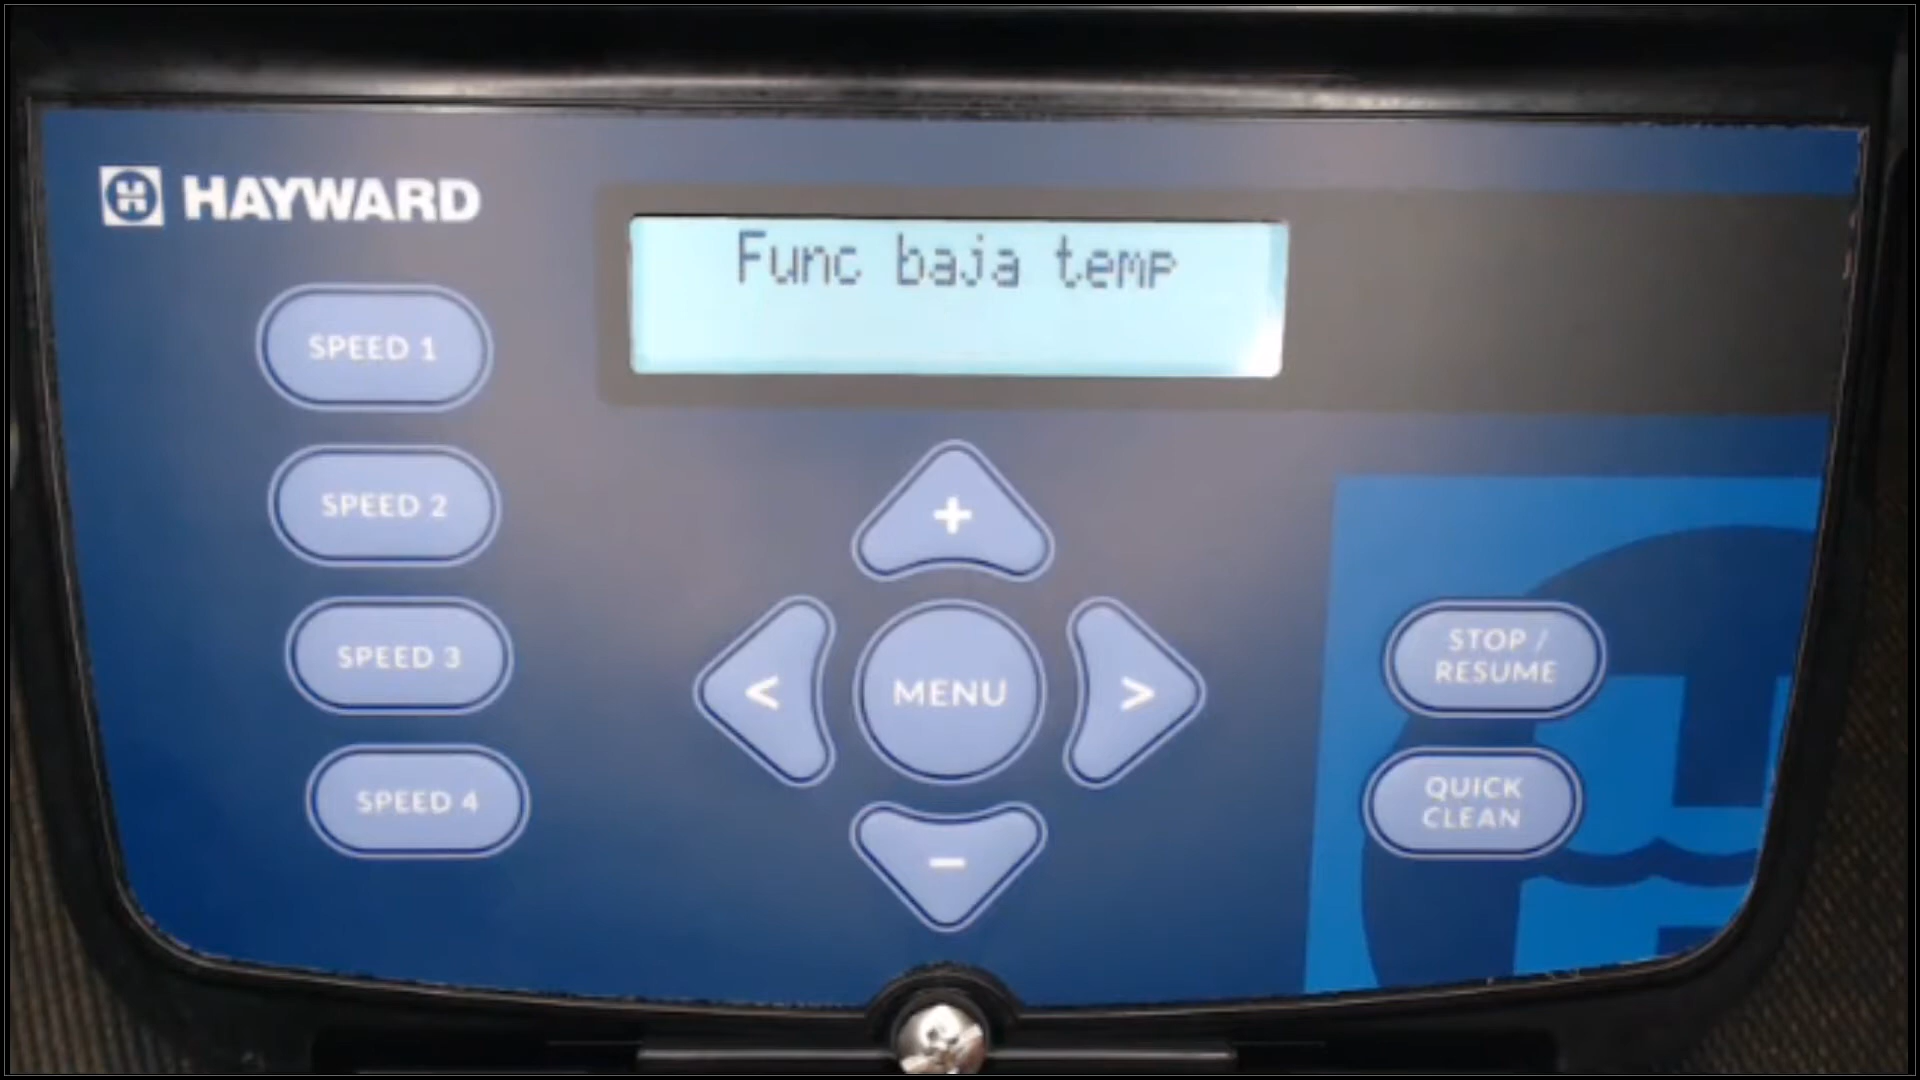 HAYWARD
Func baja temp
SPEED 1
SPEED 2
SPEED 3
SPEED 4
+
<
MENU
>
−
STOP /
RESUME
QUICK
CLEAN